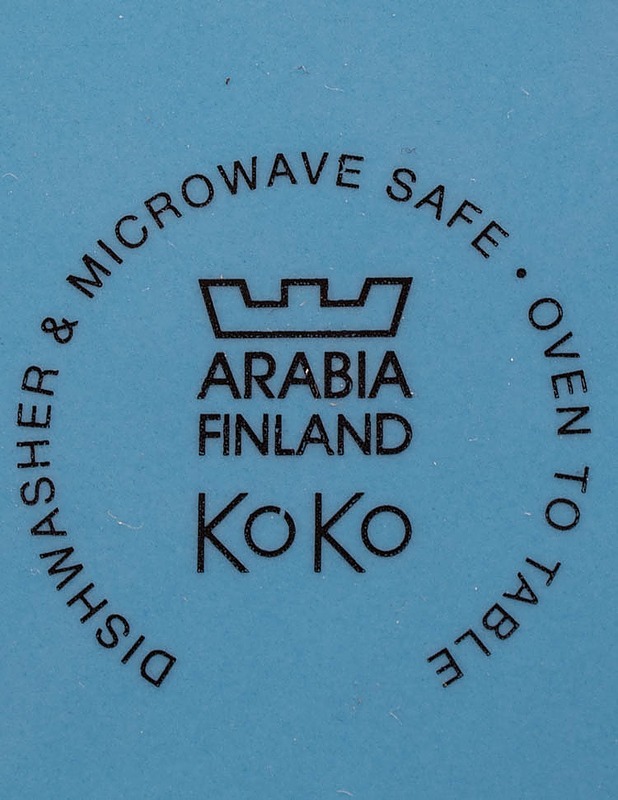 DISHWASHER & MICROWAVE SAFE • OVEN TO TABLE
ARABIA
FINLAND
KoKo